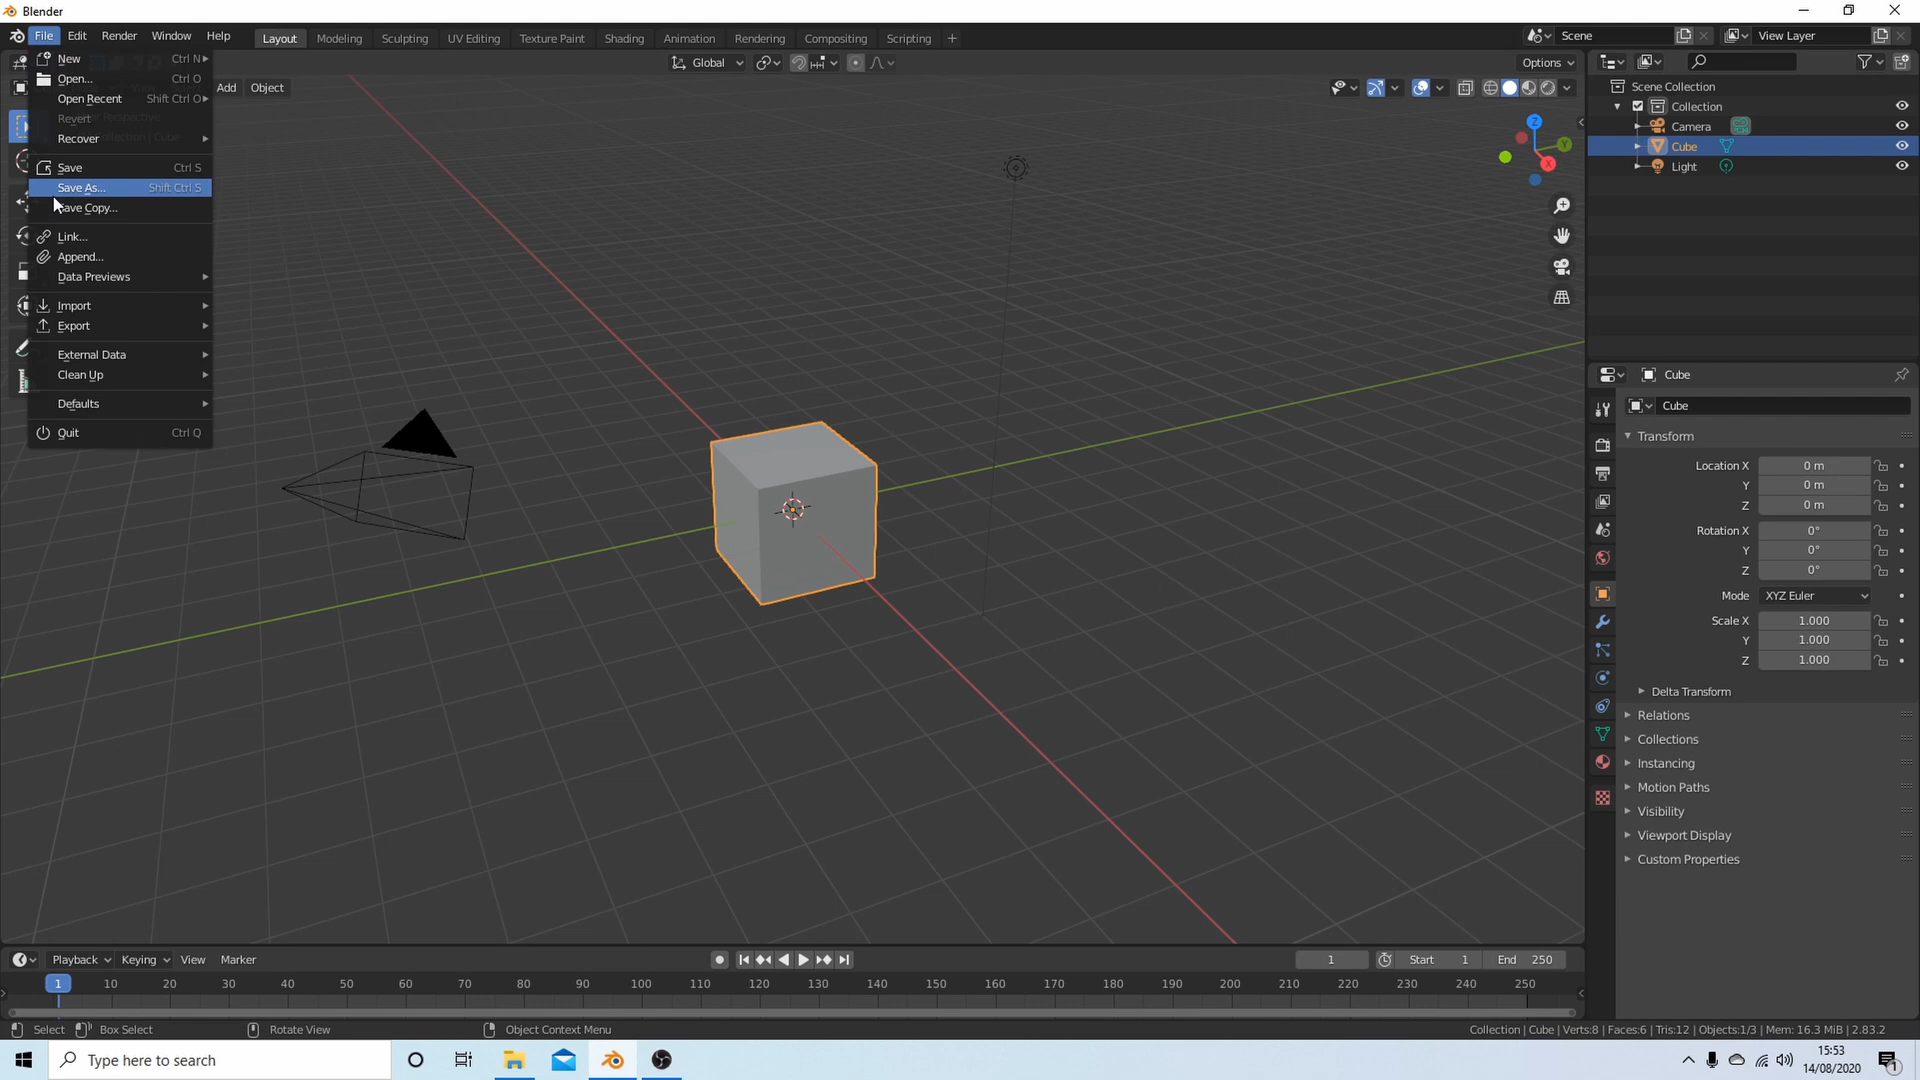 Blender
File Edit Render Window Help Layout Modeling Sculpting UV Editing Texture Paint Shading Animation Rendering Compositing Scripting + Scene View Layer
New Ctrl N
Global
Options
Open... Ctrl O
Add Object
Scene Collection
Open Recent Shift Ctrl O
Collection
Revert
Perspective
Camera
Recover
Collection | Cube
Cube
Save Ctrl S
Light
Save As... Shift Ctrl S
Save Copy...
Link...
Append...
Data Previews
Import
Export
External Data
Clean Up
Defaults
Quit Ctrl Q
Z
Y
X
Cube
Cube
Transform
Location X 0 m
Y 0 m
Z 0 m
Rotation X 0°
Y 0°
Z 0°
Mode XYZ Euler
Scale X 1.000
Y 1.000
Z 1.000
Delta Transform
Relations
Collections
Instancing
Motion Paths
Visibility
Viewport Display
Custom Properties
Playback Keying View Marker 1 Start 1 End 250
1 10 20 30 40 50 60 70 80 90 100 110 120 130 140 150 160 170 180 190 200 210 220 230 240 250
Select Box Select Rotate View Object Context Menu Collection | Cube | Verts:8 | Faces:6 | Tris:12 | Objects:1/3 | Mem: 16.3 MiB | 2.83.2
Type here to search
15:53
14/08/2020
1